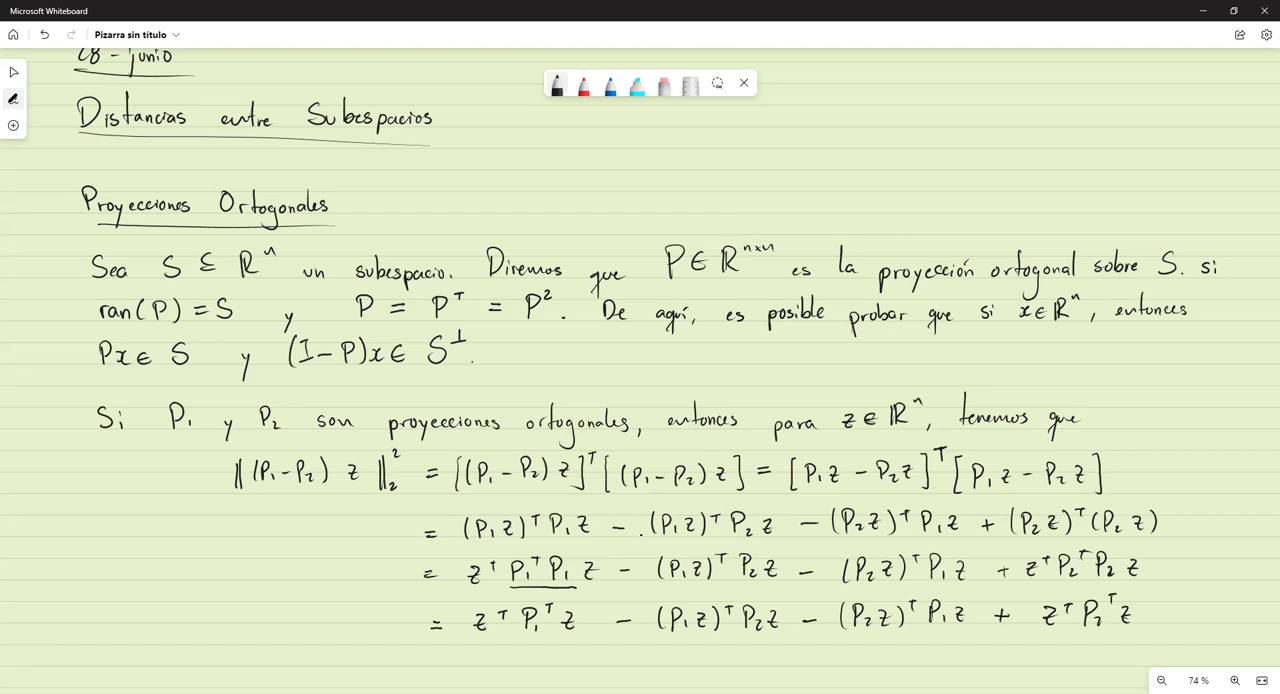 Microsoft Whiteboard
Pizarra sin título
28 - junio
Distancias entre Subespacios
Proyecciones Ortogonales
Sea S ⊆ ℝⁿ un subespacio. Diremos que P ∈ ℝⁿˣⁿ es la proyección ortogonal sobre S. si
ran(P) = S y P = Pᵀ = P². De aquí, es posible probar que si x ∈ ℝⁿ, entonces
Px ∈ S y (I - P)x ∈ S^⊥.
Si P₁ y P₂ son proyecciones ortogonales, entonces para z ∈ ℝⁿ, tenemos que
‖(P₁ - P₂) z‖₂² = [(P₁ - P₂) z]ᵀ [(P₁ - P₂) z] = [P₁z - P₂z]ᵀ [P₁z - P₂z]
= (P₁z)ᵀ P₁z - (P₁z)ᵀ P₂z - (P₂z)ᵀ P₁z + (P₂z)ᵀ (P₂z)
= zᵀ P₁ᵀ P₁ z - (P₁z)ᵀ P₂z - (P₂z)ᵀ P₁z + zᵀ P₂ᵀ P₂ z
= zᵀ P₁ᵀ z - (P₁z)ᵀ P₂z - (P₂z)ᵀ P₁z + zᵀ P₂ᵀ z
74 %